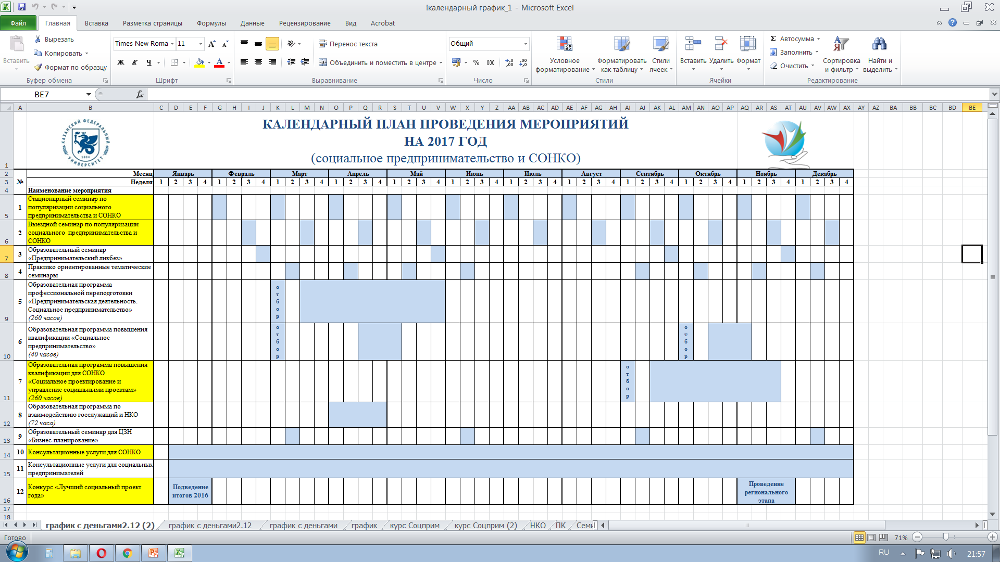 !календарный график_1 - Microsoft Excel
Файл Главная Вставка Разметка страницы Формулы Данные Рецензирование Вид Acrobat
Вставить
Вырезать
Копировать
Формат по образцу
Буфер обмена
Times New Roma 11
Ж К Ч
Шрифт
Перенос текста
Объединить и поместить в центре
Выравнивание
Общий
% 000
Число
Условное форматирование
Форматировать как таблицу
Стили ячеек
Стили
Вставить Удалить Формат
Ячейки
Автосумма
Заполнить
Очистить
Сортировка и фильтр
Найти и выделить
Редактирование
BE7 fx
A B C D E F G H I J K L M N O P Q R S T U V W X Y Z AA AB AC AD AE AF AG AH AI AJ AK AL AM AN AO AP AQ AR AS AT AU AV AW AX AY AZ BA BB BC BD BE
КАЗАНСКИЙ ФЕДЕРАЛЬНЫЙ УНИВЕРСИТЕТ
1804
КАЛЕНДАРНЫЙ ПЛАН ПРОВЕДЕНИЯ МЕРОПРИЯТИЙ
НА 2017 ГОД
(социальное предпринимательство и СОНКО)
1
2 Месяц Январь Февраль Март Апрель Май Июнь Июль Август Сентябрь Октябрь Ноябрь Декабрь
3 № Неделя 1 2 3 4 1 2 3 4 1 2 3 4 1 2 3 4 1 2 3 4 1 2 3 4 1 2 3 4 1 2 3 4 1 2 3 4 1 2 3 4 1 2 3 4 1 2 3 4
4 Наименование мероприятия
5 1 Стационарный семинар по
популяризации социального
предпринимательства и СОНКО
6 2 Выездной семинар по популяризации
социального предпринимательства и
СОНКО
7 3 Образовательный семинар
«Предпринимательский ликбез»
8 4 Практико ориентированные тематические
семинары
9 5 Образовательная программа
профессиональной переподготовки
«Предпринимательская деятельность.
Социальное предпринимательство»
(260 часов)
отбор
10 6 Образовательная программа повышения
квалификации «Социальное
предпринимательство»
(40 часов)
отбор отбор
11 7 Образовательная программа повышения
квалификации для СОНКО
«Социальное проектирование и
управление социальными проектам»
(260 часов)
отбор
12 8 Образовательная программа по
взаимодействию госслужащий и НКО
(72 часа)
13 9 Образовательный семинар для ЦЗН
«Бизнес-планирование»
14 10 Консультационные услуги для СОНКО
15 11 Консультационные услуги для социальных
предпринимателей
16 12 Конкурс «Лучший социальный проект
года»
Подведение
итогов 2016
Проведение
регионального
этапа
17
18
график с деньгами2.12 (2) график с деньгами2.12 график с деньгами график курс Соцприм курс Соцприм (2) НКО ПК Семи
Готово 71%
RU 21:57